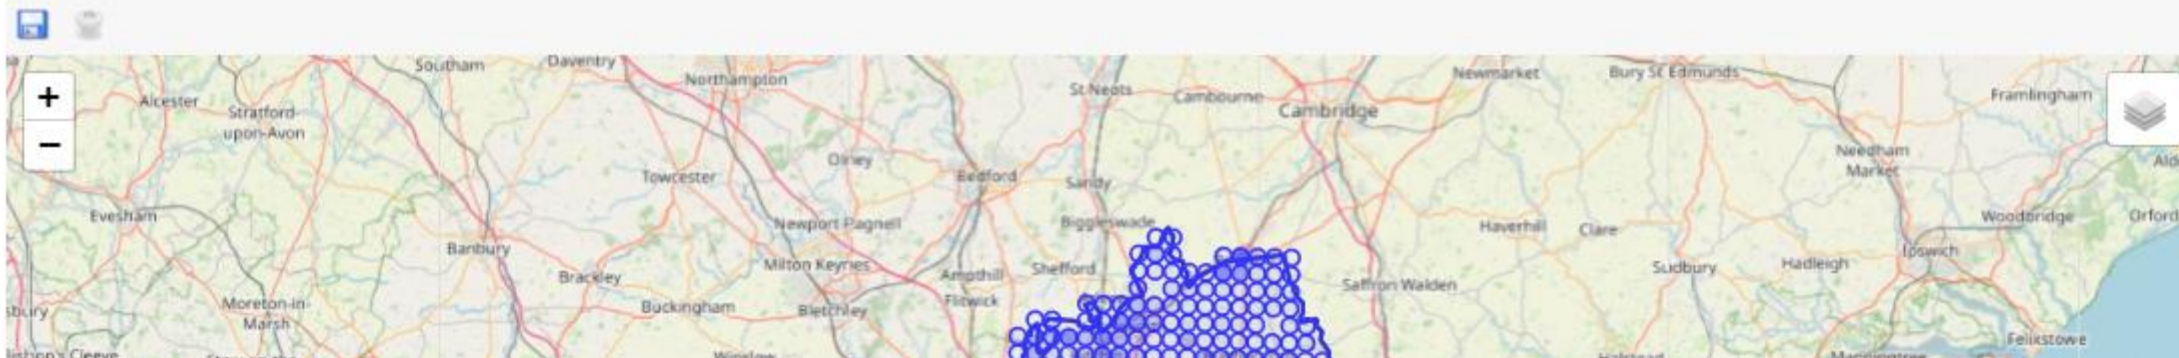 +
−
Southam
Daventry
Northampton
St Neots
Cambourne
Cambridge
Newmarket
Bury St Edmunds
Framlingham
Alcester
Stratford-
upon-Avon
Olney
Bedford
Sandy
Needham
Market
Towcester
Evesham
Newport Pagnell
Biggleswade
Haverhill
Clare
Woodbridge
Orford
Banbury
Ipswich
Brackley
Milton Keynes
Ampthill
Shefford
Saffron Walden
Sudbury
Hadleigh
Moreton-in-
Marsh
Buckingham
Bletchley
Flitwick
Felixstowe